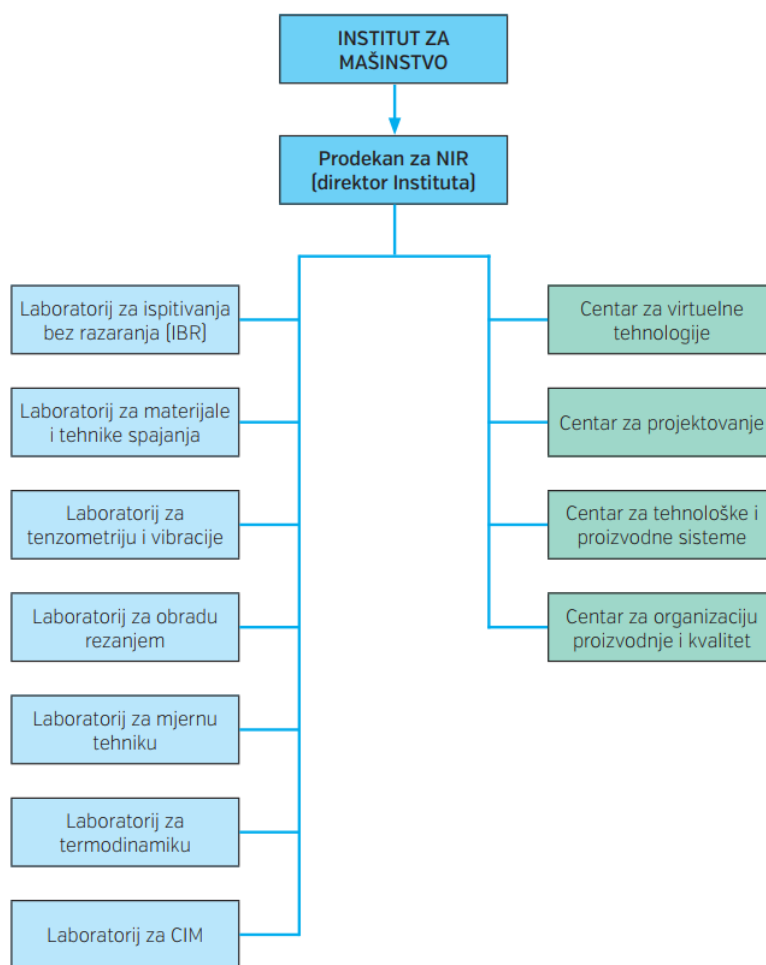 INSTITUT ZA
MAŠINSTVO
Prodekan za NIR
(direktor Instituta)
Laboratorij za ispitivanja
bez razaranja (IBR)
Laboratorij za materijale
i tehnike spajanja
Laboratorij za
tenzometriju i vibracije
Laboratorij za obradu
rezanjem
Laboratorij za mjernu
tehniku
Laboratorij za
termodinamiku
Laboratorij za CIM
Centar za virtuelne
tehnologije
Centar za projektovanje
Centar za tehnološke i
proizvodne sisteme
Centar za organizaciju
proizvodnje i kvalitet